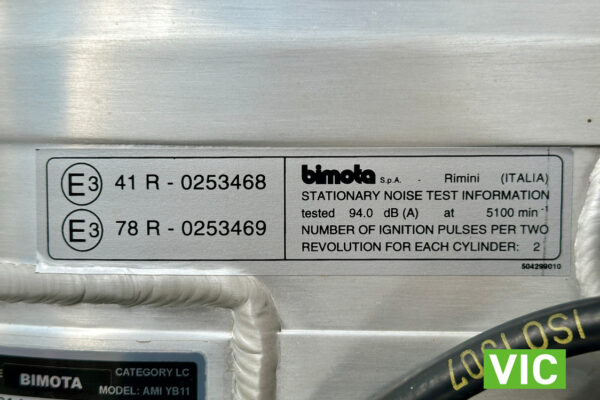 E3 41 R - 0253468
E3 78 R - 0253469
bimota S.p.A. - Rimini (ITALIA)
STATIONARY NOISE TEST INFORMATION
tested 94.0 dB (A) at 5100 min-1
NUMBER OF IGNITION PULSES PER TWO
REVOLUTION FOR EACH CYLINDER: 2
504299010
BIMOTA
CATEGORY LC
MODEL: AMI YB11
ISO 1007
VIC